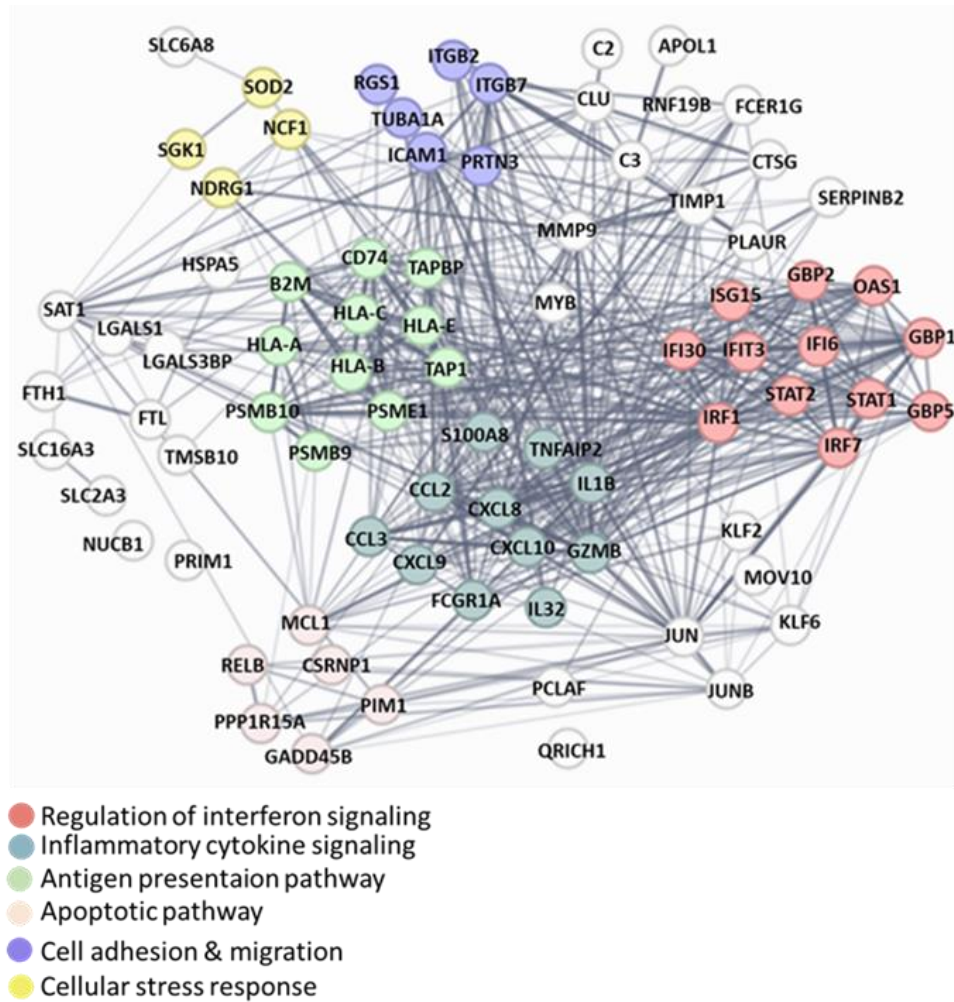 SLC6A8
SOD2
NCF1
SGK1
NDRG1
RGS1
ITGB2
ITGB7
TUBA1A
ICAM1
PRTN3
C2
APOL1
CLU
RNF19B
FCER1G
C3
CTSG
TIMP1
SERPINB2
MMP9
PLAUR
MYB
HSPA5
SAT1
LGALS1
LGALS3BP
FTH1
FTL
SLC16A3
TMSB10
SLC2A3
NUCB1
PRIM1
CD74
TAPBP
B2M
HLA-C
HLA-E
HLA-A
HLA-B
TAP1
PSMB10
PSME1
PSMB9
GBP2
OAS1
ISG15
GBP1
IFI30
IFIT3
IFI6
STAT2
STAT1
GBP5
IRF1
IRF7
S100A8
TNFAIP2
CCL2
IL1B
CXCL8
CCL3
CXCL9
CXCL10
GZMB
FCGR1A
IL32
KLF2
MOV10
KLF6
JUN
JUNB
PCLAF
QRICH1
MCL1
RELB
CSRNP1
PIM1
PPP1R15A
GADD45B
Regulation of interferon signaling
Inflammatory cytokine signaling
Antigen presentaion pathway
Apoptotic pathway
Cell adhesion & migration
Cellular stress response